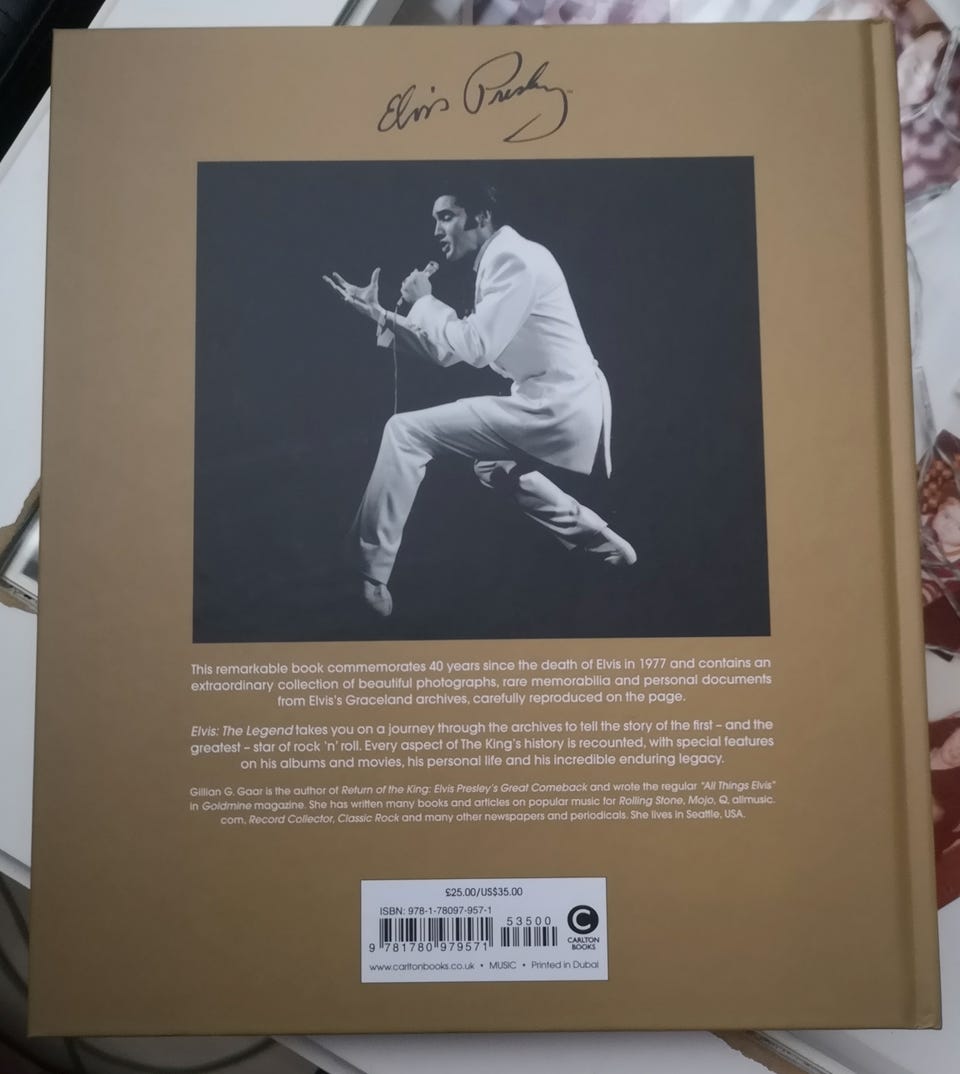 Elvis Presley
This remarkable book commemorates 40 years since the death of Elvis in 1977 and contains an
extraordinary collection of beautiful photographs, rare memorabilia and personal documents
from Elvis's Graceland archives, carefully reproduced on the page.
Elvis: The Legend takes you on a journey through the archives to tell the story of the first – and the
greatest – star of rock 'n' roll. Every aspect of The King's history is recounted, with special features
on his albums and movies, his personal life and his incredible enduring legacy.
Gillian G. Gaar is the author of Return of the King: Elvis Presley's Great Comeback and wrote the regular "All Things Elvis"
in Goldmine magazine. She has written many books and articles on popular music for Rolling Stone, Mojo, Q, allmusic.
com, Record Collector, Classic Rock and many other newspapers and periodicals. She lives in Seattle, USA.
£25.00/US$35.00
ISBN: 978-1-78097-957-1
53500
9 781780 979571
C
CARLTON
BOOKS
www.carltonbooks.co.uk • MUSIC • Printed in Dubai